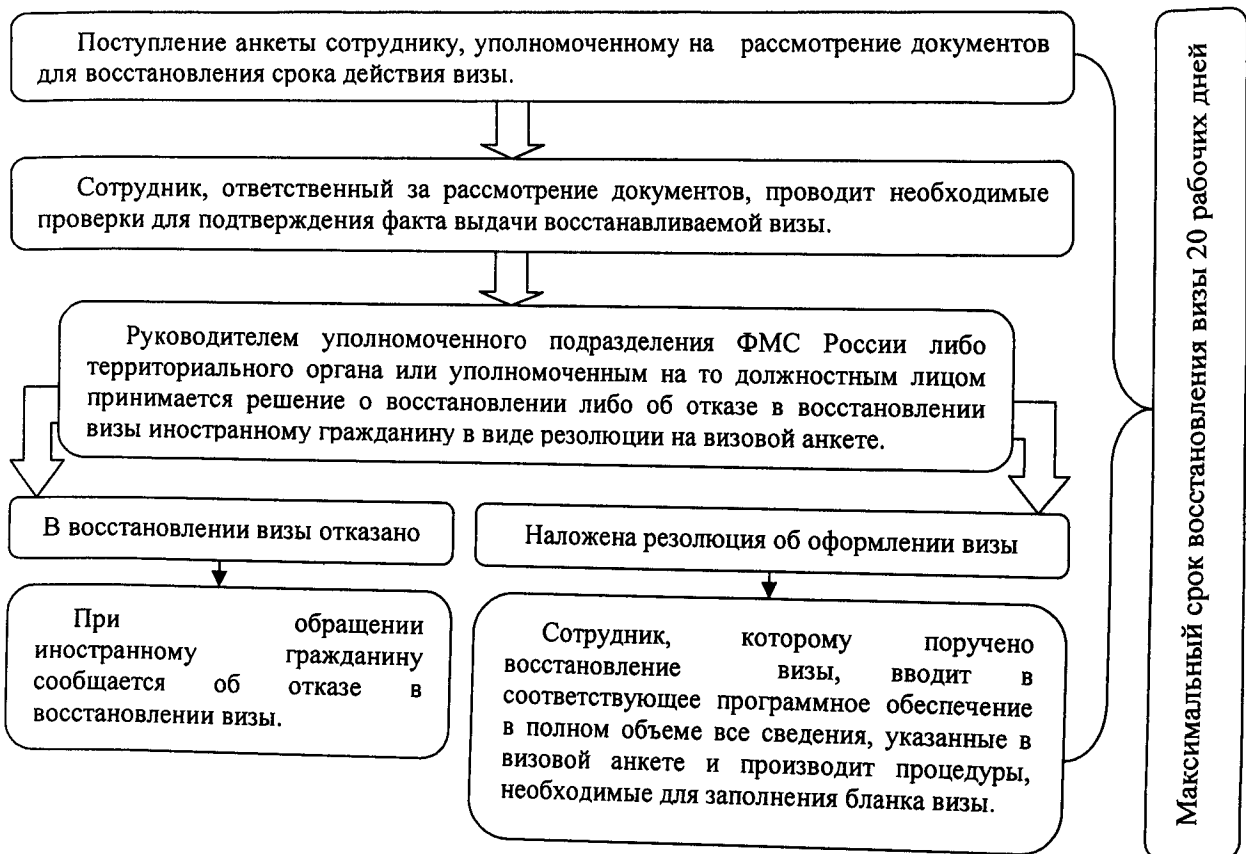 Поступление анкеты сотруднику, уполномоченному на рассмотрение документов
для восстановления срока действия визы.
Сотрудник, ответственный за рассмотрение документов, проводит необходимые
проверки для подтверждения факта выдачи восстанавливаемой визы.
Руководителем уполномоченного подразделения ФМС России либо
территориального органа или уполномоченным на то должностным лицом
принимается решение о восстановлении либо об отказе в восстановлении
визы иностранному гражданину в виде резолюции на визовой анкете.
В восстановлении визы отказано
Наложена резолюция об оформлении визы
При обращении
иностранному гражданину
сообщается об отказе в
восстановлении визы.
Сотрудник, которому поручено
восстановление визы, вводит в
соответствующее программное обеспечение
в полном объеме все сведения, указанные в
визовой анкете и производит процедуры,
необходимые для заполнения бланка визы.
Максимальный срок восстановления визы 20 рабочих дней